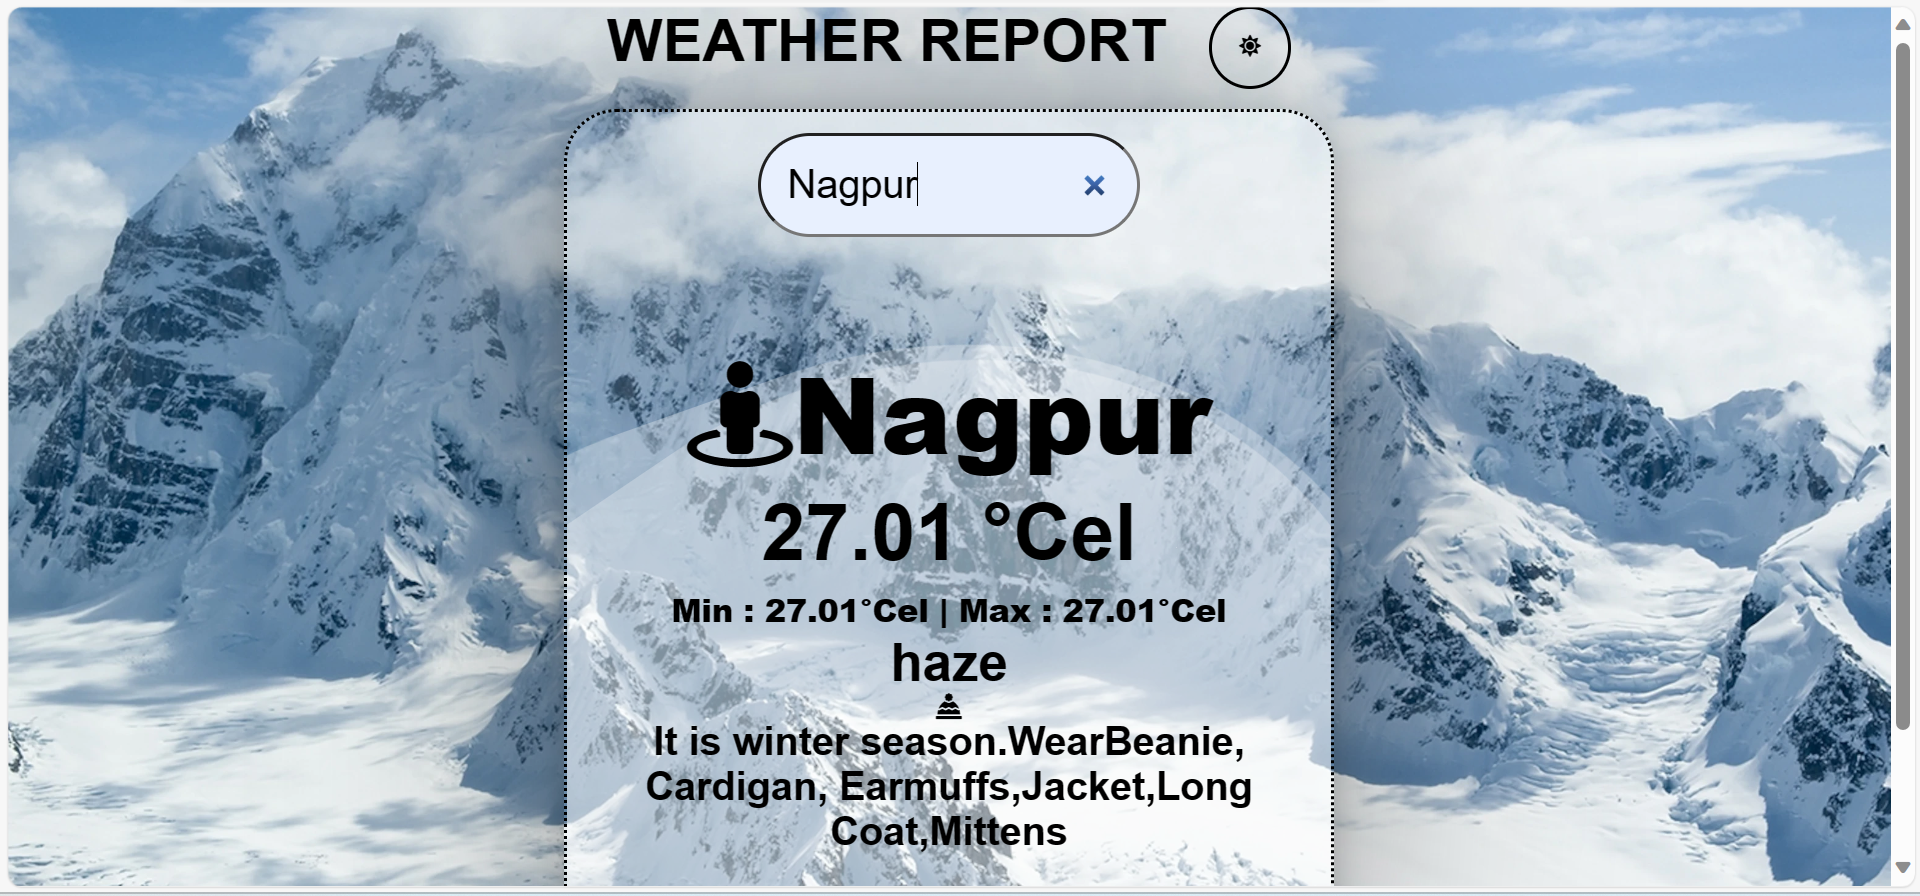 WEATHER REPORT
Nagpur
Nagpur
27.01 °Cel
Min : 27.01°Cel | Max : 27.01°Cel
haze
It is winter season.WearBeanie,
Cardigan, Earmuffs,Jacket,Long
Coat,Mittens